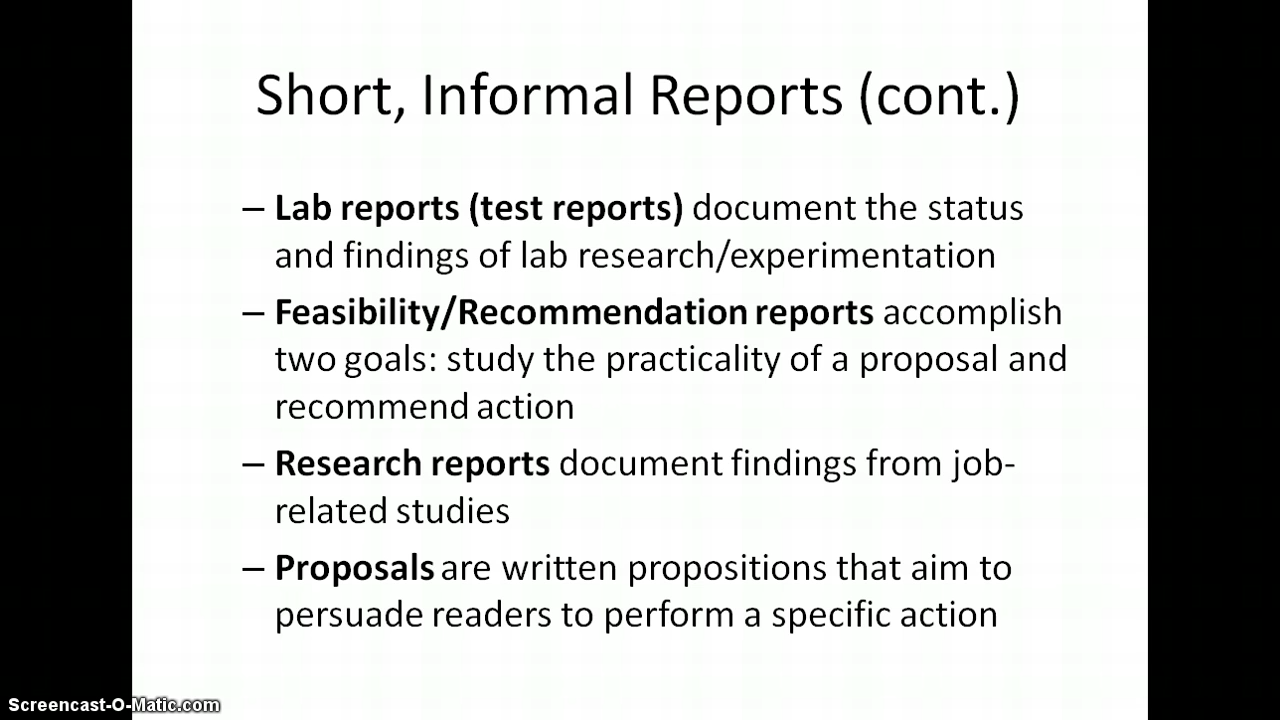 Short, Informal Reports (cont.)
– Lab reports (test reports) document the status
and findings of lab research/experimentation
– Feasibility/Recommendation reports accomplish
two goals: study the practicality of a proposal and
recommend action
– Research reports document findings from job-
related studies
– Proposals are written propositions that aim to
persuade readers to perform a specific action
Screencast-O-Matic.com